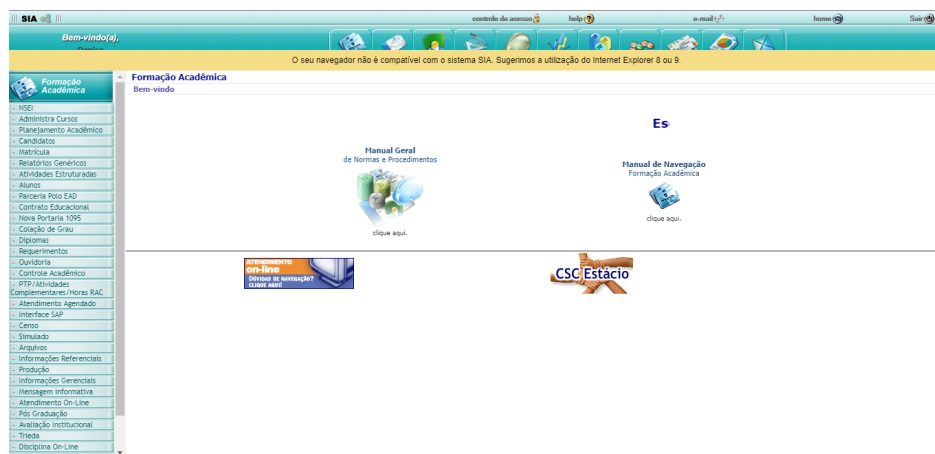 SIA
controle de acesso
help
e-mail
home
Sair
Bem-vindo(a),
O seu navegador não é compatível com o sistema SIA. Sugerimos a utilização do Internet Explorer 8 ou 9.
Formação
Acadêmica
Formação Acadêmica
Bem-vindo
NSEI
Administra Cursos
Planejamento Acadêmico
Candidatos
Matrícula
Relatórios Genéricos
Atividades Estruturadas
Alunos
Parceria Polo EAD
Contrato Educacional
Nova Portaria 1095
Colação de Grau
Diplomas
Requerimentos
Ouvidoria
Controle Acadêmico
PTP/Atividades
Complementares/Horas RAC
Atendimento Agendado
Interface SAP
Censo
Simulado
Arquivos
Informações Referenciais
Produção
Informações Gerenciais
Mensagem Informativa
Atendimento On-Line
Pós Graduação
Avaliação Institucional
Trieda
Disciplina On-Line
Es
Manual Geral
de Normas e Procedimentos
clique aqui.
Manual de Navegação
Formação Acadêmica
clique aqui.
ATENDIMENTO
on-line
DÚVIDAS DE NAVEGAÇÃO?
CLIQUE AQUI!
CSC Estácio